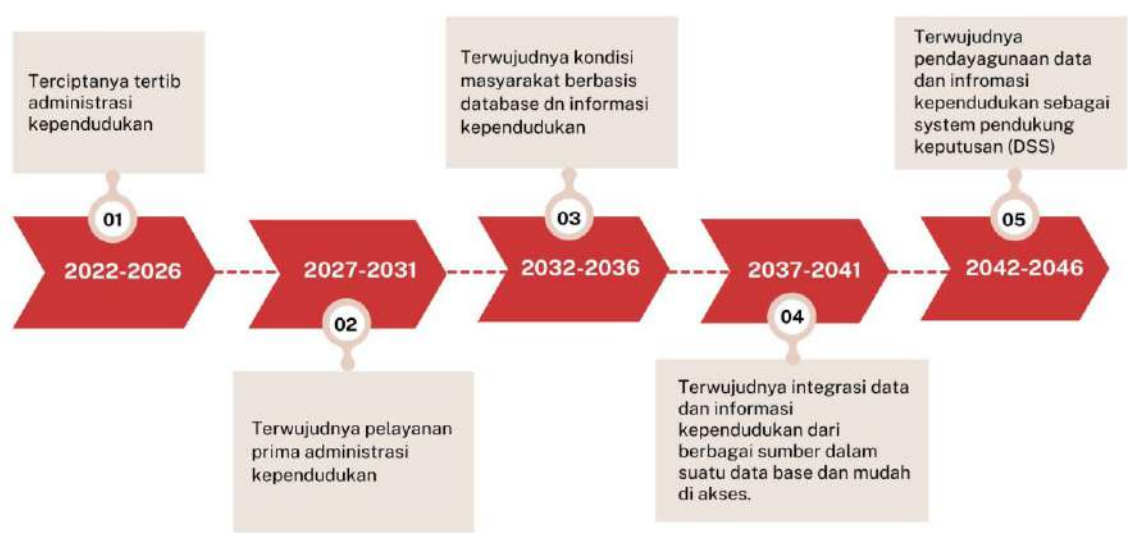 Terciptanya tertib
administrasi
kependudukan
01
2022-2026
2027-2031
02
Terwujudnya pelayanan
prima administrasi
kependudukan
Terwujudnya kondisi
masyarakat berbasis
database dn informasi
kependudukan
03
2032-2036
2037-2041
04
Terwujudnya integrasi data
dan informasi
kependudukan dari
berbagai sumber dalam
suatu data base dan mudah
di akses.
Terwujudnya
pendayagunaan data
dan infromasi
kependudukan sebagai
system pendukung
keputusan (DSS)
05
2042-2046